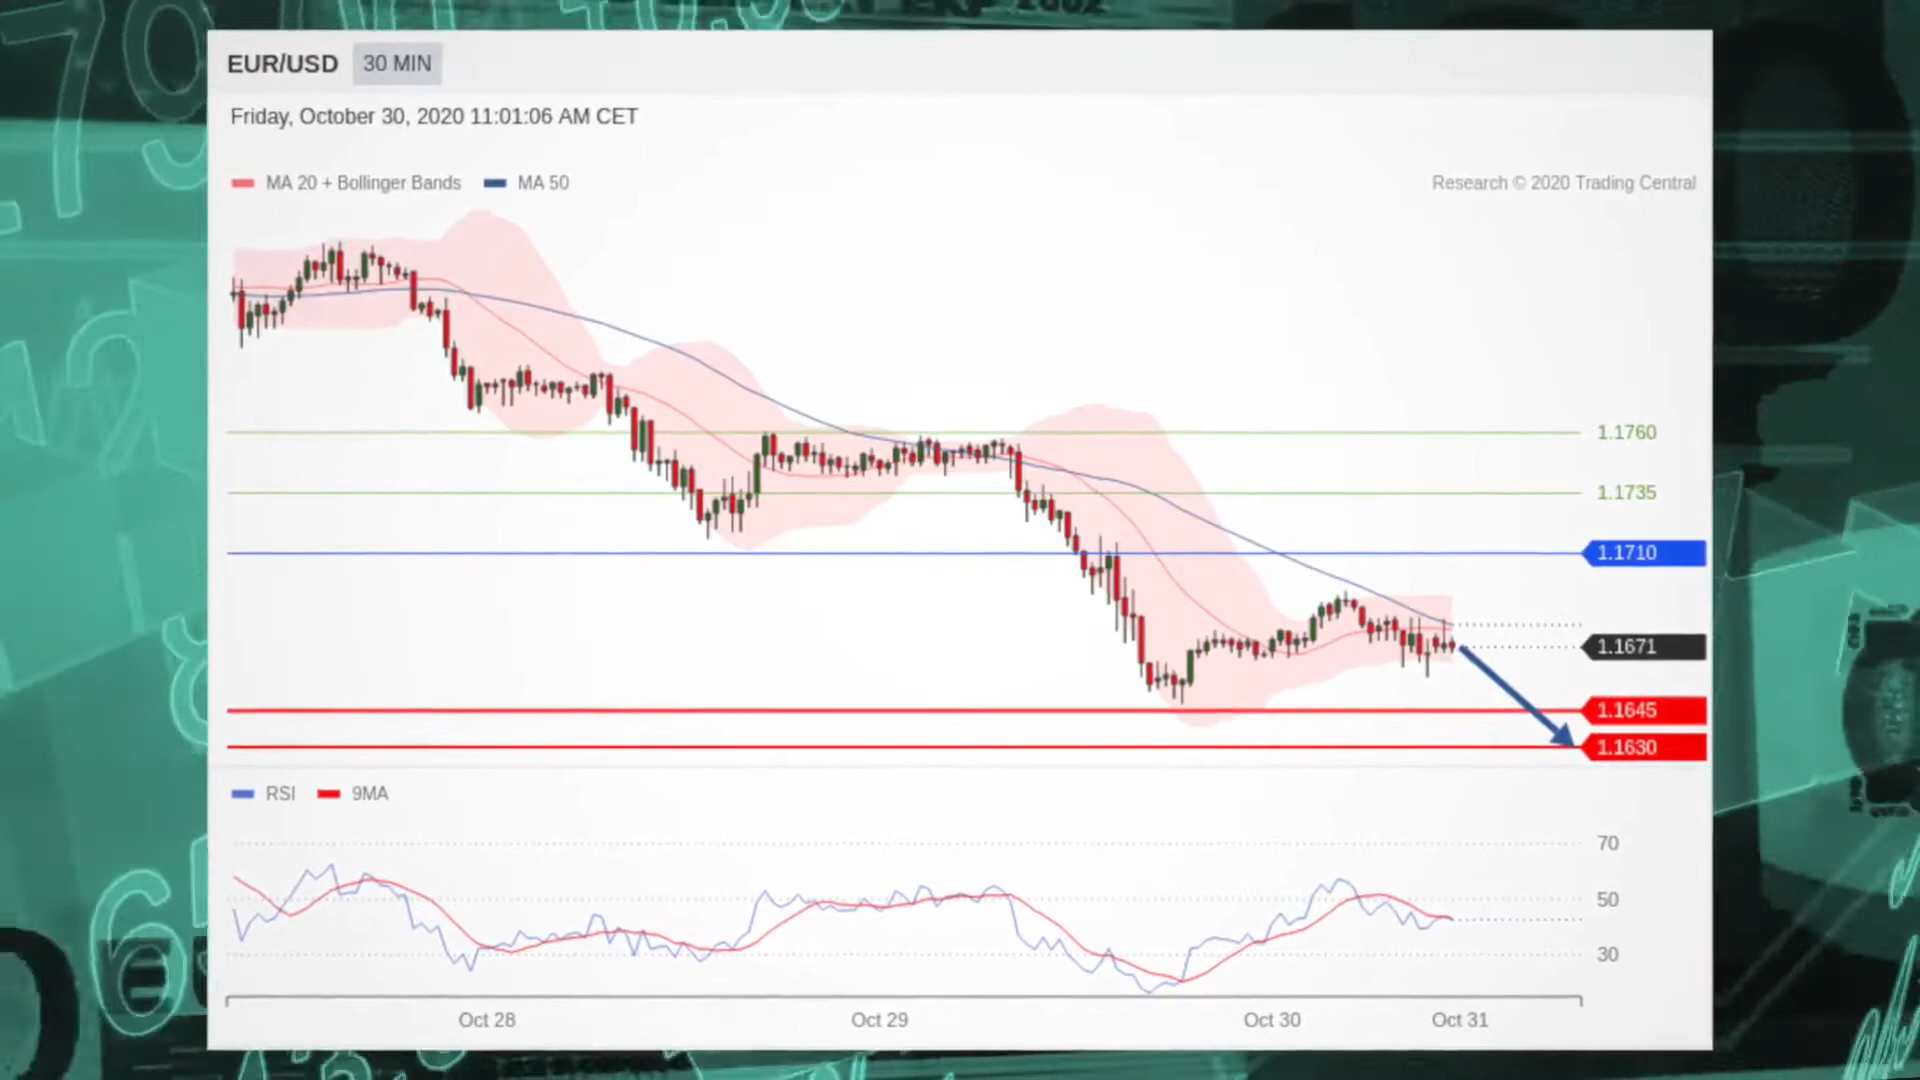 EUR/USD 30 MIN
Friday, October 30, 2020 11:01:06 AM CET
MA 20 + Bollinger Bands MA 50
Research © 2020 Trading Central
1.1760
1.1735
1.1710
1.1671
1.1645
1.1630
RSI 9MA
70
50
30
Oct 28 Oct 29 Oct 30 Oct 31